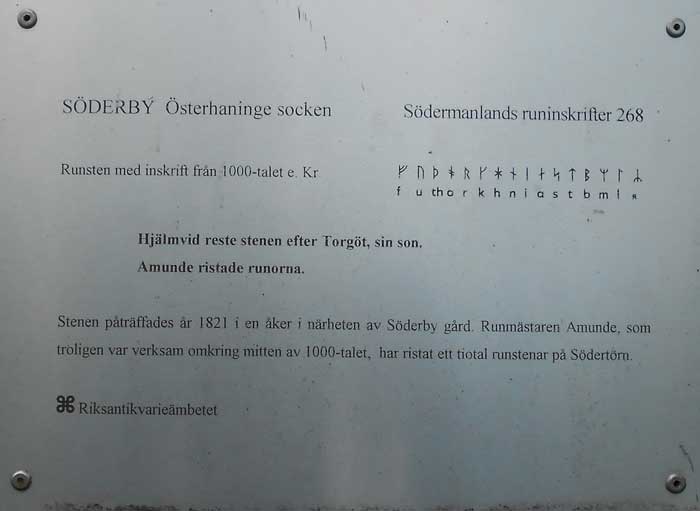 SÖDERBY Österhaninge socken
Södermanlands runinskrifter 268
Runsten med inskrift från 1000-talet e. Kr
ᚠ ᚢ ᚦ ᚬ ᚱ ᚴ ᚼ ᚾ ᛁ ᛅ ᛋ ᛏ ᛒ ᛘ ᛚ ᛦ
f u th o r k h n i a s t b m l ʀ
Hjälmvid reste stenen efter Torgöt, sin son.
Amunde ristade runorna.
Stenen påträffades år 1821 i en åker i närheten av Söderby gård. Runmästaren Amunde, som
troligen var verksam omkring mitten av 1000-talet, har ristat ett tiotal runstenar på Södertörn.
⌘ Riksantikvarieämbetet